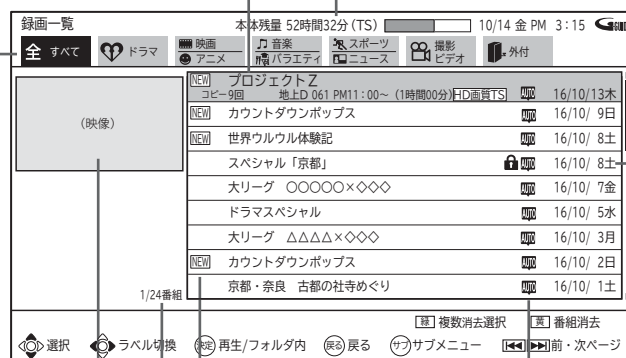 録画一覧 本体残量 52時間32分（TS） 10/14 金 PM 3：15
全 すべて ドラマ 映画 音楽 スポーツ 撮影 外付
アニメ バラエティ ニュース ビデオ
NEW プロジェクトＺ
コピー9回 地上D 061 PM11：00～（1時間00分）HD画質TS AUTO 16/10/13木
（映像）
NEW カウントダウンポップス AUTO 16/10/ 9日
NEW 世界ウルウル体験記 AUTO 16/10/ 8土
スペシャル「京都」 AUTO 16/10/ 8土
大リーグ ○○○○○×◇◇◇ AUTO 16/10/ 7金
ドラマスペシャル AUTO 16/10/ 5水
大リーグ △△△△×◇◇◇ AUTO 16/10/ 3月
NEW カウントダウンポップス AUTO 16/10/ 2日
京都・奈良 古都の社寺めぐり AUTO 16/10/ 1土
1/24番組
緑 複数消去選択 黄 番組消去
選択 ラベル切換 決定 再生/フォルダ内 戻る 戻る サブ サブメニュー 前・次ページ